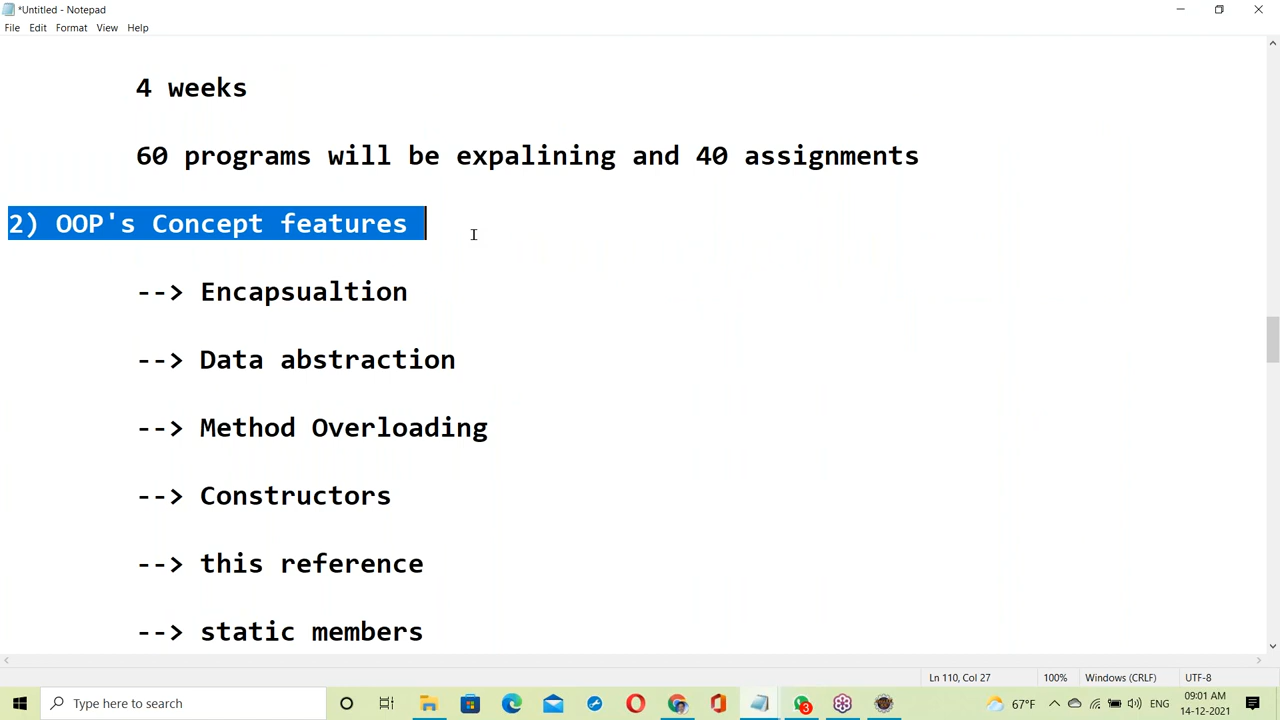 *Untitled - Notepad
File Edit Format View Help
4 weeks
60 programs will be expalining and 40 assignments
2) OOP's Concept features
--> Encapsualtion
--> Data abstraction
--> Method Overloading
--> Constructors
--> this reference
--> static members
Ln 110, Col 27 100% Windows (CRLF) UTF-8
Type here to search 3 67°F ENG 09:01 AM
14-12-2021